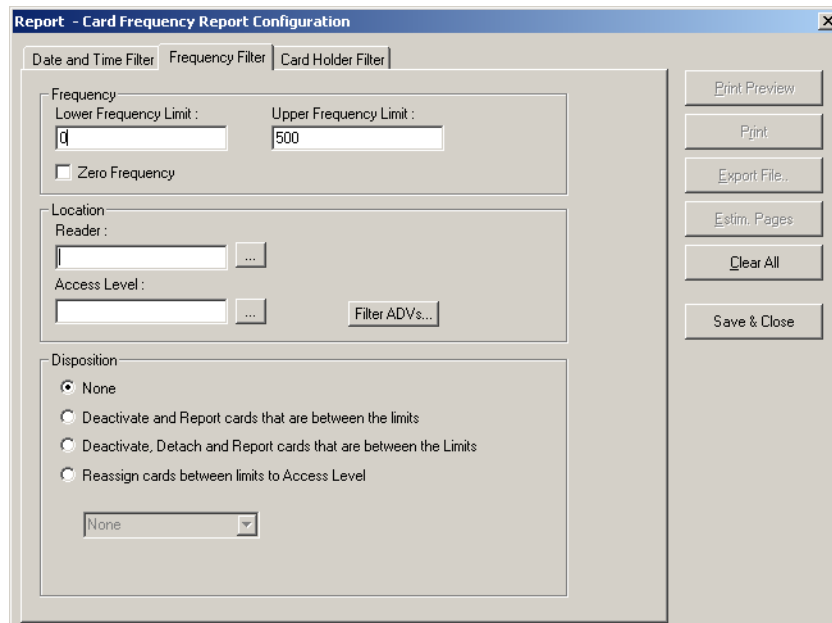 Report - Card Frequency Report Configuration
Date and Time Filter Frequency Filter Card Holder Filter
Frequency
Lower Frequency Limit : Upper Frequency Limit :
0 500
Zero Frequency
Location
Reader :
...
Access Level :
... Filter ADVs...
Disposition
None
Deactivate and Report cards that are between the limits
Deactivate, Detach and Report cards that are between the Limits
Reassign cards between limits to Access Level
None
Print Preview
Print
Export File..
Estim. Pages
Clear All
Save & Close